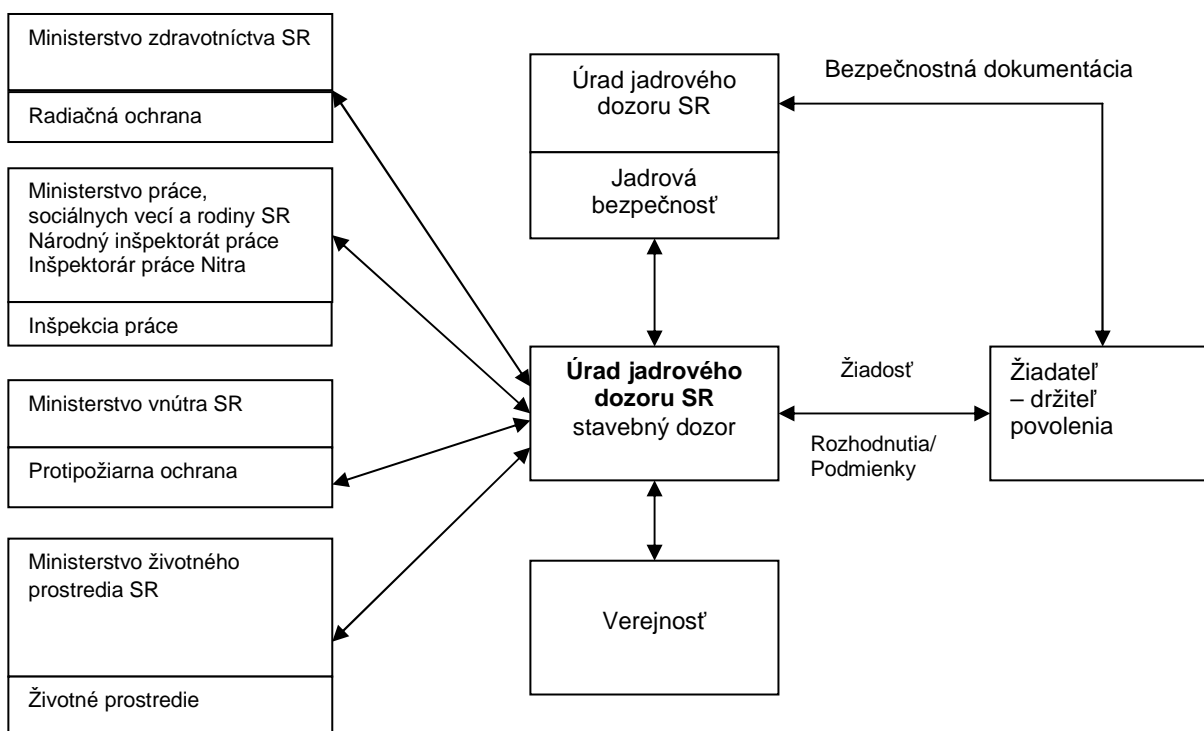 Ministerstvo zdravotníctva SR
Radiačná ochrana
Ministerstvo práce,
sociálnych vecí a rodiny SR
Národný inšpektorát práce
Inšpektorár práce Nitra
Inšpekcia práce
Ministerstvo vnútra SR
Protipožiarna ochrana
Ministerstvo životného
prostredia SR
Životné prostredie
Úrad jadrového
dozoru SR
Jadrová
bezpečnosť
Bezpečnostná dokumentácia
Úrad jadrového
dozoru SR
stavebný dozor
Žiadosť
Rozhodnutia/
Podmienky
Žiadateľ
– držiteľ
povolenia
Verejnosť